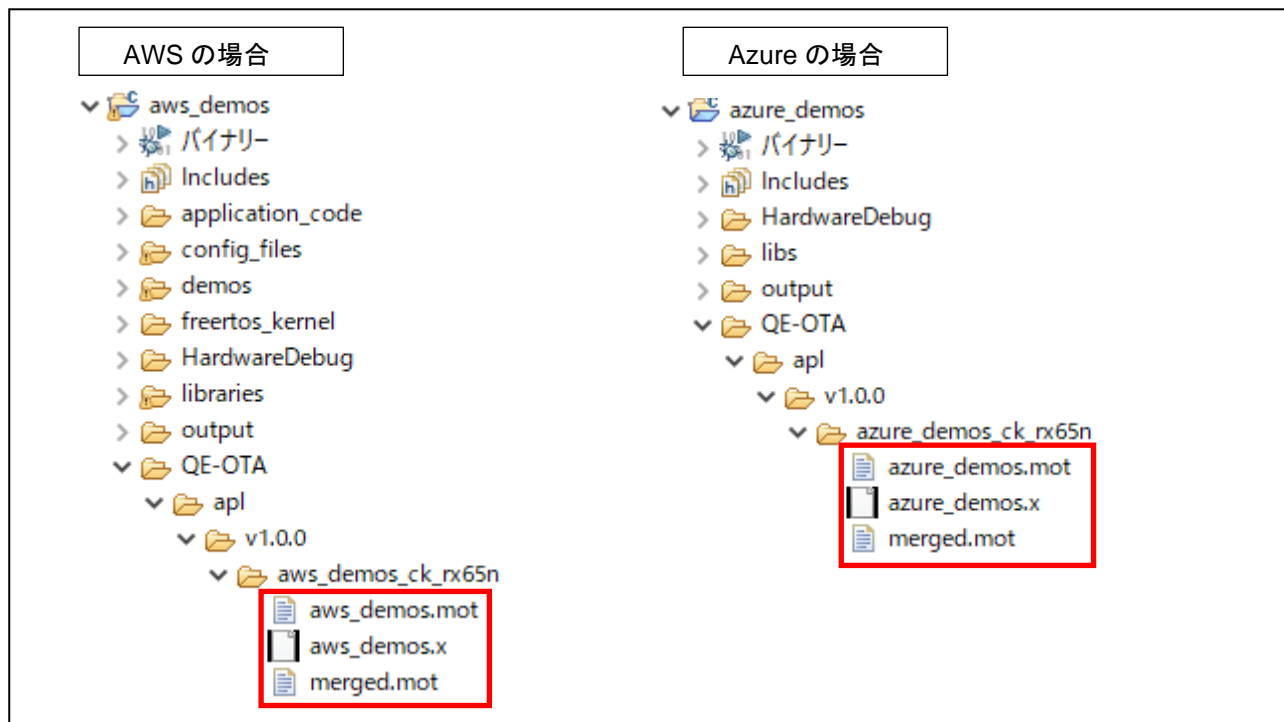 AWS の場合
aws_demos
バイナリー
Includes
application_code
config_files
demos
freertos_kernel
HardwareDebug
libraries
output
QE-OTA
apl
v1.0.0
aws_demos_ck_rx65n
aws_demos.mot
aws_demos.x
merged.mot
Azure の場合
azure_demos
バイナリー
Includes
HardwareDebug
libs
output
QE-OTA
apl
v1.0.0
azure_demos_ck_rx65n
azure_demos.mot
azure_demos.x
merged.mot